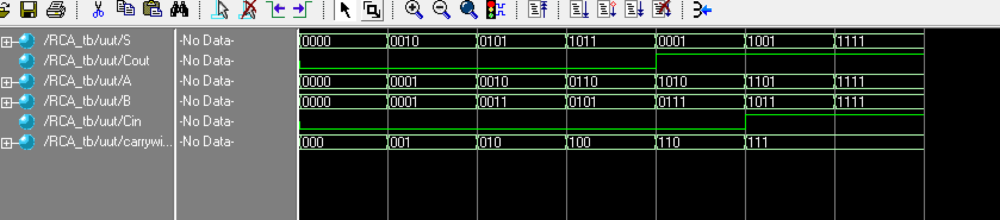 /RCA_tb/uut/S -No Data- 0000 0010 0101 1011 0001 1001 1111
/RCA_tb/uut/Cout -No Data-
/RCA_tb/uut/A -No Data- 0000 0001 0010 0110 1010 1101 1111
/RCA_tb/uut/B -No Data- 0000 0001 0011 0101 0111 1011 1111
/RCA_tb/uut/Cin -No Data-
/RCA_tb/uut/carrywi... -No Data- 000 001 010 100 110 111